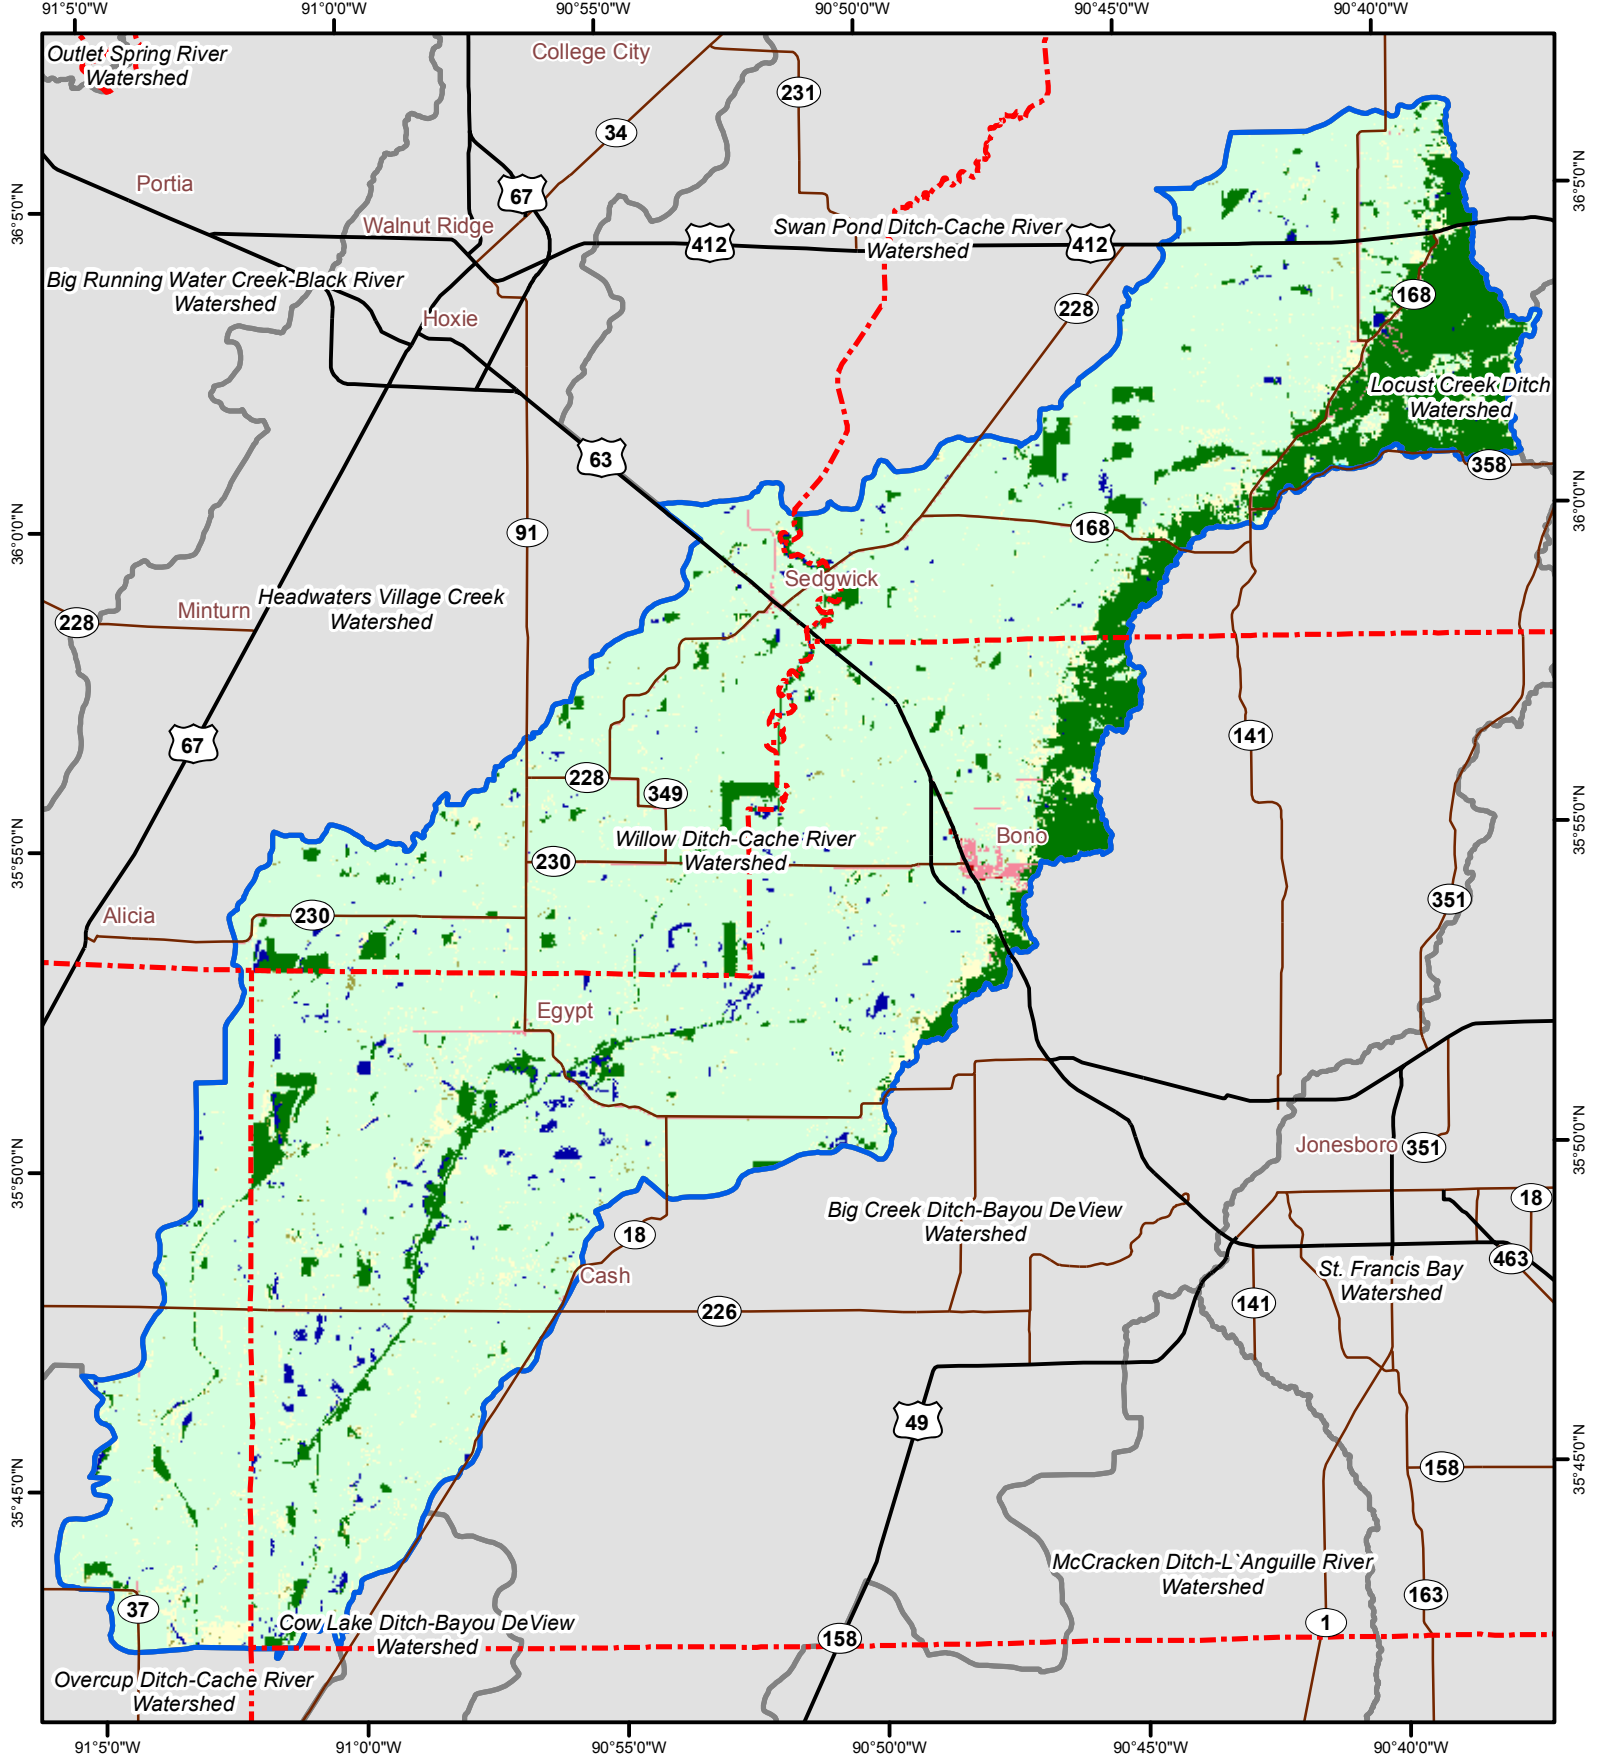 91°5'0"W
91°0'0"W
90°55'0"W
90°50'0"W
90°45'0"W
90°40'0"W
Outlet Spring River
Watershed
College City
231
34
Portia
67
36°5'0"N
36°5'0"N
Walnut Ridge
412
Swan Pond Ditch-Cache River
Watershed
412
Big Running Water Creek-Black River
Watershed
168
228
Hoxie
Locust Creek Ditch
Watershed
63
358
36°0'0"N
36°0'0"N
91
168
Sedgwick
Headwaters Village Creek
Watershed
Minturn
228
67
141
228
349
35°55'0"N
35°55'0"N
Willow Ditch-Cache River
Watershed
Bono
230
351
Alicia
230
Egypt
35°50'0"N
35°50'0"N
Jonesboro
351
18
Big Creek Ditch-Bayou DeView
Watershed
18
463
Cash
St. Francis Bay
Watershed
226
141
49
35°45'0"N
35°45'0"N
158
McCracken Ditch-L`Anguille River
Watershed
163
37
1
Cow Lake Ditch-Bayou DeView
Watershed
158
Overcup Ditch-Cache River
Watershed
91°5'0"W
91°0'0"W
90°55'0"W
90°50'0"W
90°45'0"W
90°40'0"W